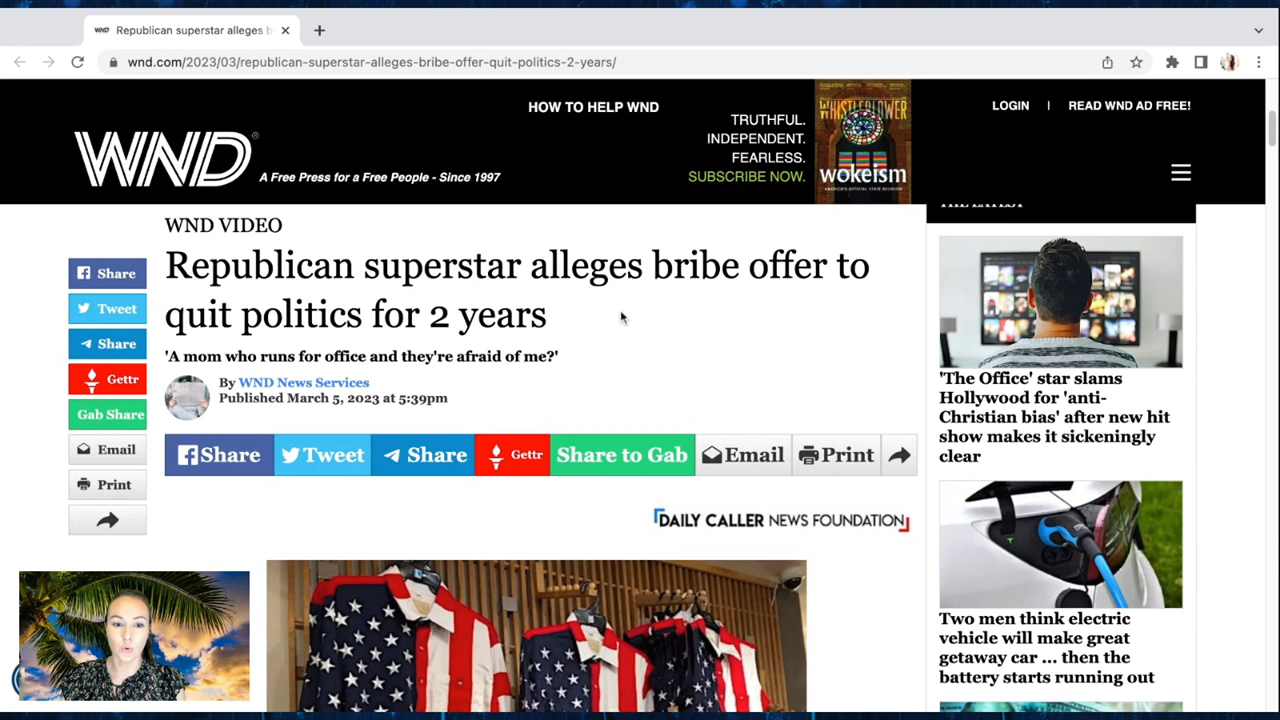 Republican superstar alleges b
wnd.com/2023/03/republican-superstar-alleges-bribe-offer-quit-politics-2-years/
HOW TO HELP WND
TRUTHFUL.
INDEPENDENT.
FEARLESS.
SUBSCRIBE NOW.
WHISTLEBLOWER
wokeism
AMERICA'S OFFICIAL STATE RELIGION
LOGIN | READ WND AD FREE!
WND®
A Free Press for a Free People - Since 1997
WND VIDEO
Republican superstar alleges bribe offer to
quit politics for 2 years
'A mom who runs for office and they're afraid of me?'
By WND News Services
Published March 5, 2023 at 5:39pm
Share
Tweet
Share
Gettr
Gab Share
Email
Print
Share Tweet Share Gettr Share to Gab Email Print
DAILY CALLER NEWS FOUNDATION
THE LATEST
'The Office' star slams
Hollywood for 'anti-
Christian bias' after new hit
show makes it sickeningly
clear
Two men think electric
vehicle will make great
getaway car ... then the
battery starts running out